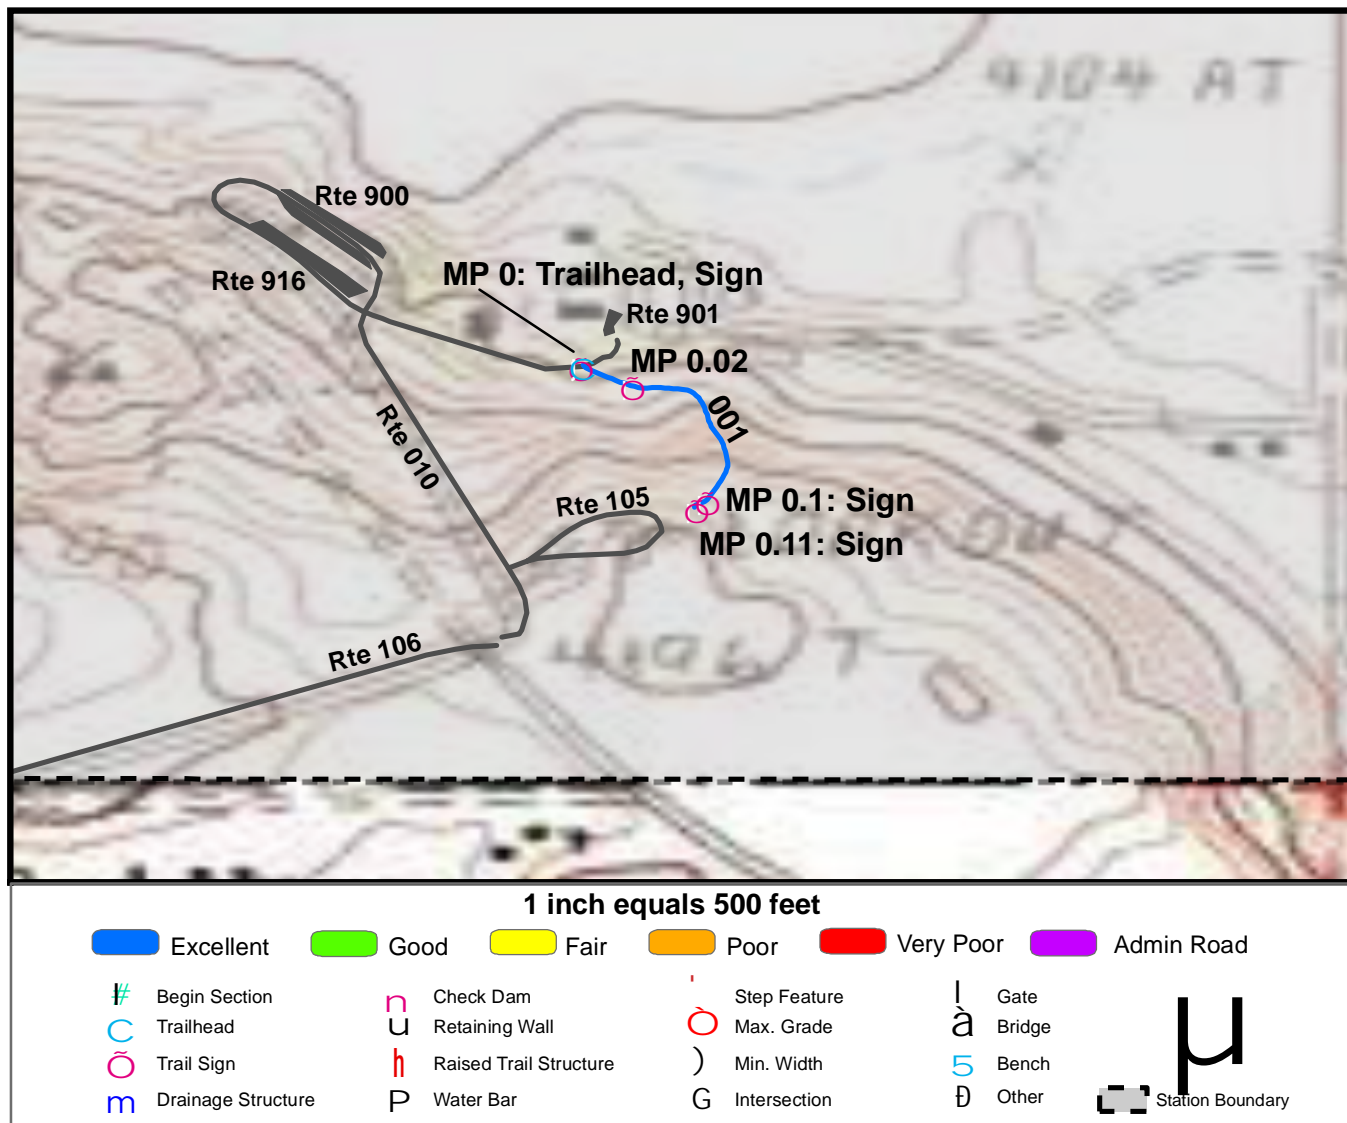 4104 AT
Rte 900
MP 0: Trailhead, Sign
Rte 916
Rte 901
MP 0.02
001
Rte 010
Rte 105
MP 0.1: Sign
MP 0.11: Sign
Rte 106
1 inch equals 500 feet
Excellent Good Fair Poor Very Poor Admin Road
# Begin Section n Check Dam ' Step Feature l Gate
C Trailhead u Retaining Wall Ò Max. Grade à Bridge
Õ Trail Sign h Raised Trail Structure ) Min. Width 5 Bench
m Drainage Structure P Water Bar G Intersection Ð Other
µ
Station Boundary